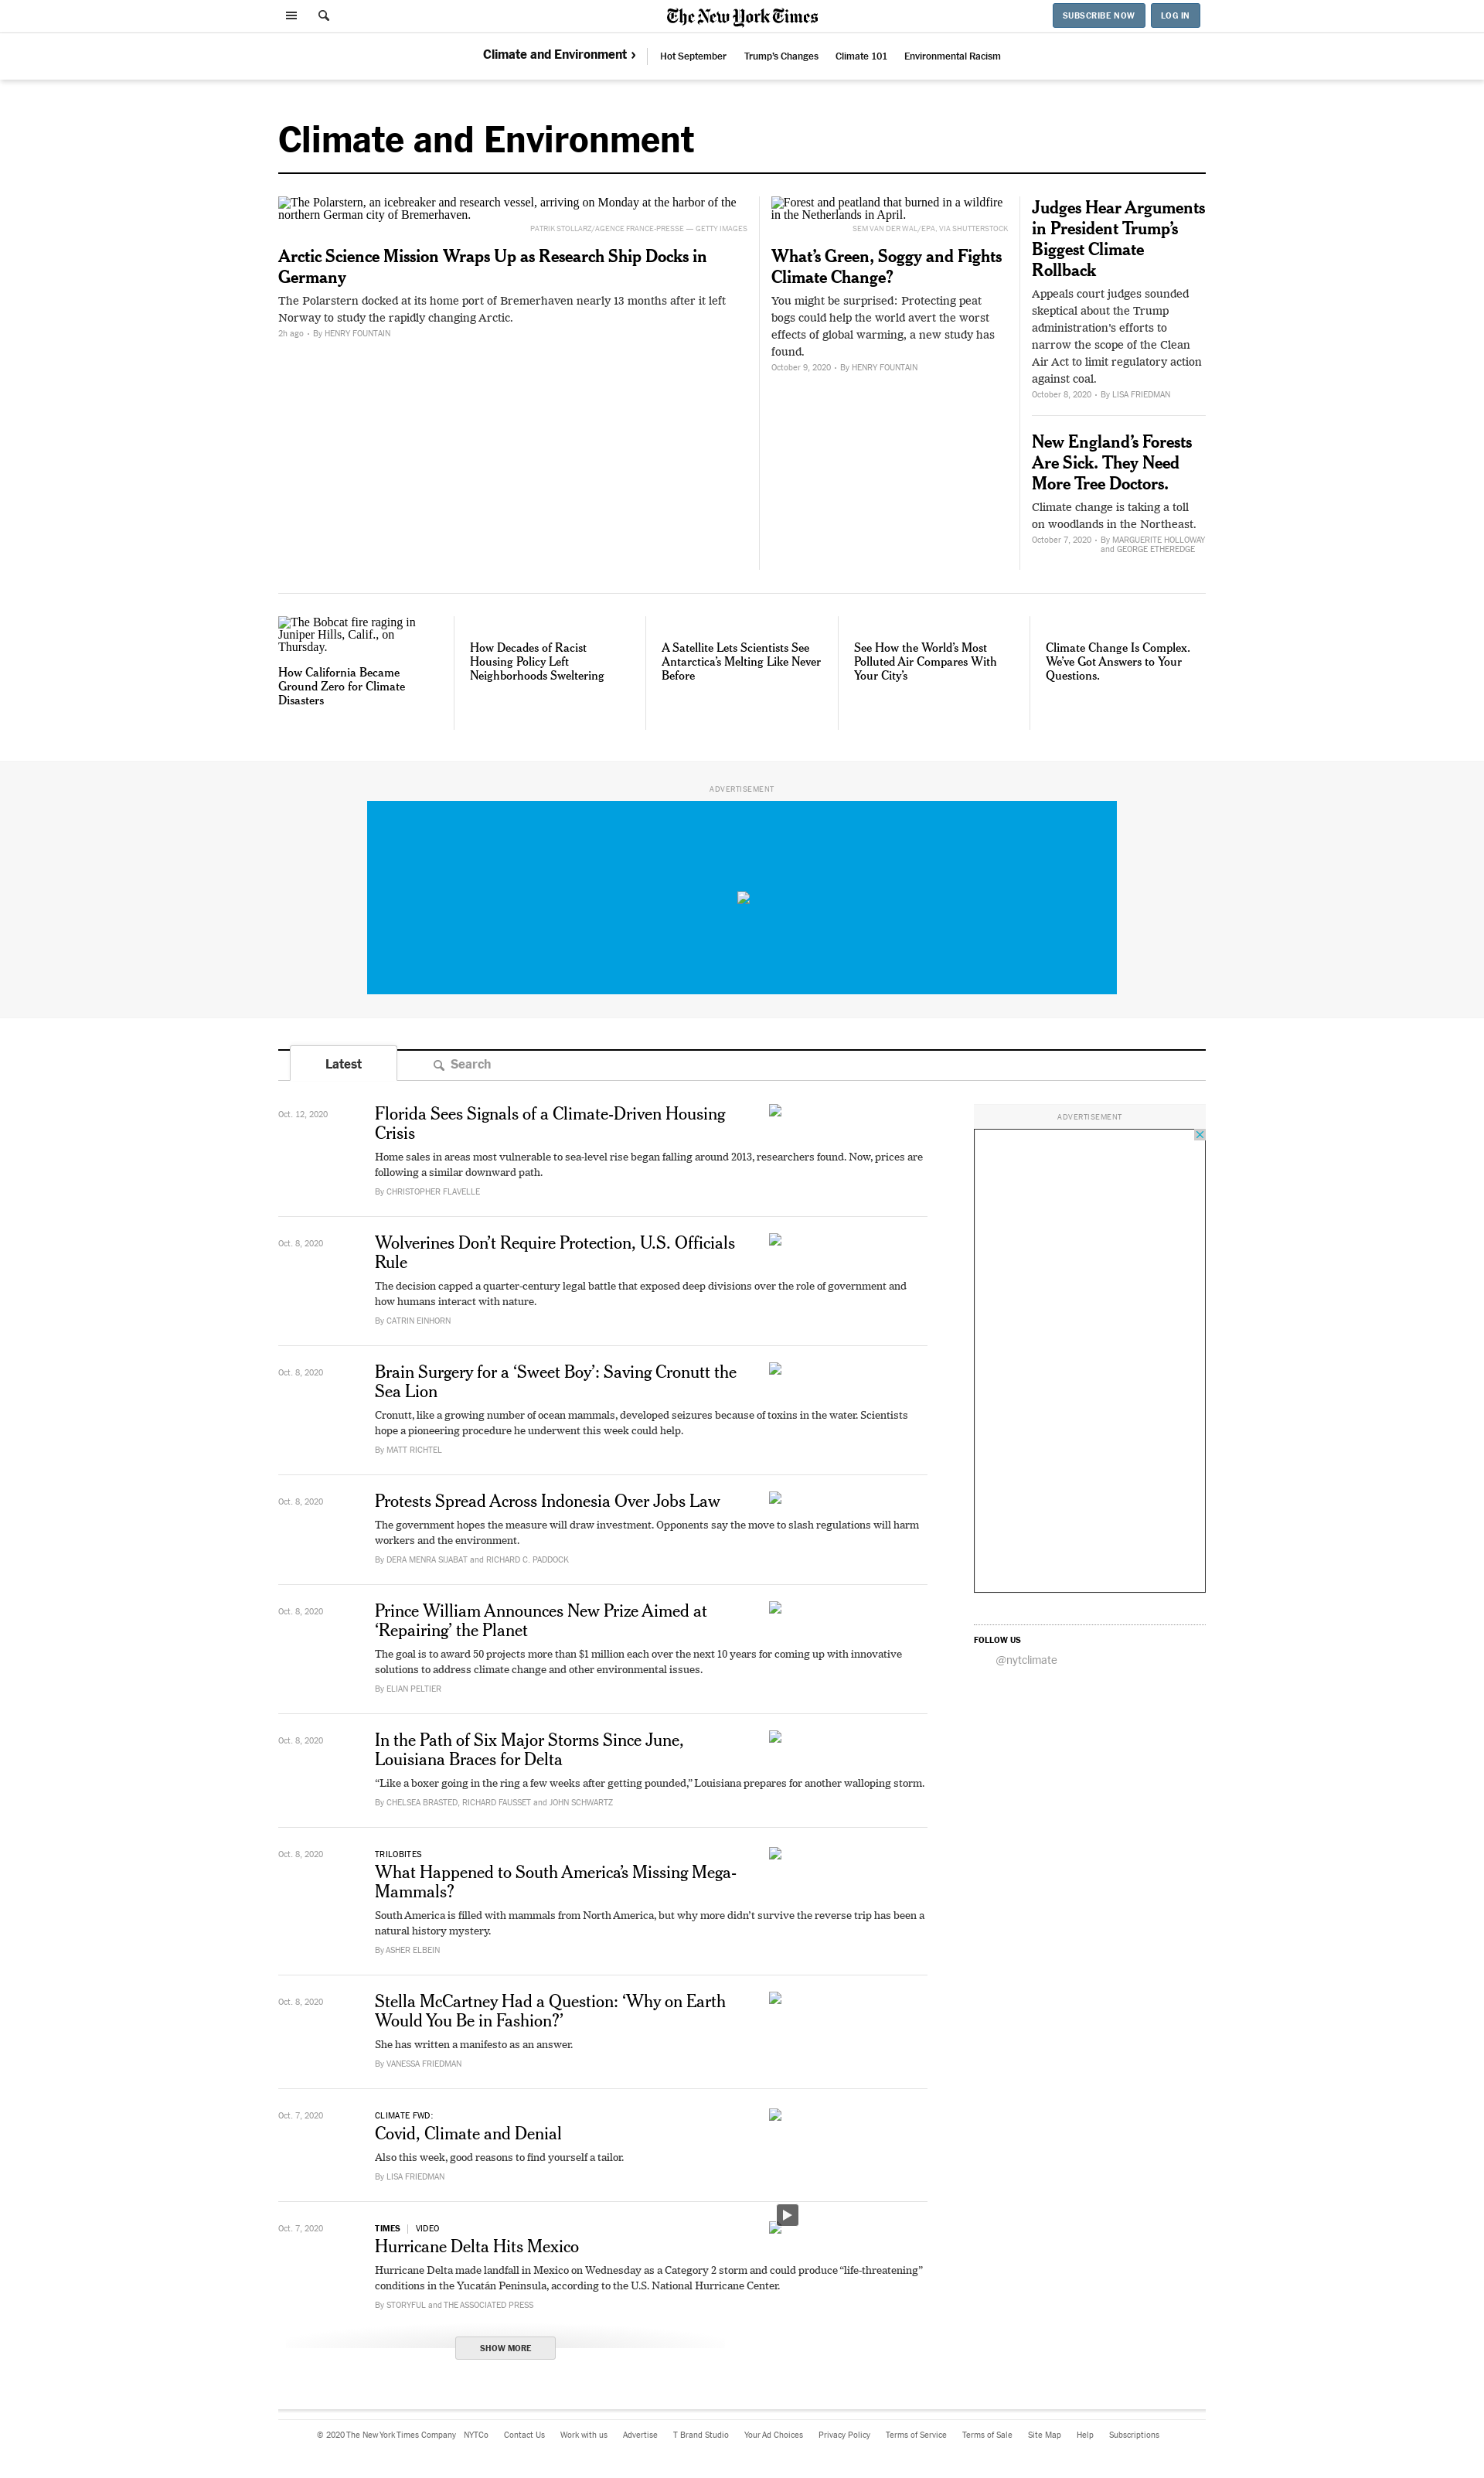 The New York Times
SUBSCRIBE NOW
LOG IN
Climate and Environment ›
Hot September
Trump's Changes
Climate 101
Environmental Racism
Climate and Environment
The Polarstern, an icebreaker and research vessel, arriving on Monday at the harbor of the
northern German city of Bremerhaven.
PATRIK STOLLARZ/AGENCE FRANCE-PRESSE — GETTY IMAGES
Arctic Science Mission Wraps Up as Research Ship Docks in
Germany
The Polarstern docked at its home port of Bremerhaven nearly 13 months after it left
Norway to study the rapidly changing Arctic.
2h ago - By HENRY FOUNTAIN
Forest and peatland that burned in a wildfire
in the Netherlands in April.
SEM VAN DER WAL/EPA, VIA SHUTTERSTOCK
What's Green, Soggy and Fights
Climate Change?
You might be surprised: Protecting peat
bogs could help the world avert the worst
effects of global warming, a new study has
found.
October 9, 2020 - By HENRY FOUNTAIN
Judges Hear Arguments
in President Trump's
Biggest Climate
Rollback
Appeals court judges sounded
skeptical about the Trump
administration's efforts to
narrow the scope of the Clean
Air Act to limit regulatory action
against coal.
October 8, 2020 - By LISA FRIEDMAN
New England's Forests
Are Sick. They Need
More Tree Doctors.
Climate change is taking a toll
on woodlands in the Northeast.
October 7, 2020 - By MARGUERITE HOLLOWAY
and GEORGE ETHEREDGE
The Bobcat fire raging in
Juniper Hills, Calif., on
Thursday.
How California Became
Ground Zero for Climate
Disasters
How Decades of Racist
Housing Policy Left
Neighborhoods Sweltering
A Satellite Lets Scientists See
Antarctica's Melting Like Never
Before
See How the World's Most
Polluted Air Compares With
Your City's
Climate Change Is Complex.
We've Got Answers to Your
Questions.
ADVERTISEMENT
Latest
Search
Oct. 12, 2020
Florida Sees Signals of a Climate-Driven Housing
Crisis
Home sales in areas most vulnerable to sea-level rise began falling around 2013, researchers found. Now, prices are
following a similar downward path.
By CHRISTOPHER FLAVELLE
Oct. 8, 2020
Wolverines Don't Require Protection, U.S. Officials
Rule
The decision capped a quarter-century legal battle that exposed deep divisions over the role of government and
how humans interact with nature.
By CATRIN EINHORN
Oct. 8, 2020
Brain Surgery for a 'Sweet Boy': Saving Cronutt the
Sea Lion
Cronutt, like a growing number of ocean mammals, developed seizures because of toxins in the water. Scientists
hope a pioneering procedure he underwent this week could help.
By MATT RICHTEL
Oct. 8, 2020
Protests Spread Across Indonesia Over Jobs Law
The government hopes the measure will draw investment. Opponents say the move to slash regulations will harm
workers and the environment.
By DERA MENRA SIJABAT and RICHARD C. PADDOCK
Oct. 8, 2020
Prince William Announces New Prize Aimed at
'Repairing' the Planet
The goal is to award 50 projects more than $1 million each over the next 10 years for coming up with innovative
solutions to address climate change and other environmental issues.
By ELIAN PELTIER
Oct. 8, 2020
In the Path of Six Major Storms Since June,
Louisiana Braces for Delta
“Like a boxer going in the ring a few weeks after getting pounded,” Louisiana prepares for another walloping storm.
By CHELSEA BRASTED, RICHARD FAUSSET and JOHN SCHWARTZ
Oct. 8, 2020
TRILOBITES
What Happened to South America's Missing Mega-
Mammals?
South America is filled with mammals from North America, but why more didn't survive the reverse trip has been a
natural history mystery.
By ASHER ELBEIN
Oct. 8, 2020
Stella McCartney Had a Question: 'Why on Earth
Would You Be in Fashion?'
She has written a manifesto as an answer.
By VANESSA FRIEDMAN
Oct. 7, 2020
CLIMATE FWD:
Covid, Climate and Denial
Also this week, good reasons to find yourself a tailor.
By LISA FRIEDMAN
Oct. 7, 2020
TIMES | VIDEO
Hurricane Delta Hits Mexico
Hurricane Delta made landfall in Mexico on Wednesday as a Category 2 storm and could produce “life-threatening”
conditions in the Yucatán Peninsula, according to the U.S. National Hurricane Center.
By STORYFUL and THE ASSOCIATED PRESS
SHOW MORE
ADVERTISEMENT
FOLLOW US
@nytclimate
© 2020 The New York Times Company NYTCo Contact Us Work with us Advertise T Brand Studio Your Ad Choices Privacy Policy Terms of Service Terms of Sale Site Map Help Subscriptions